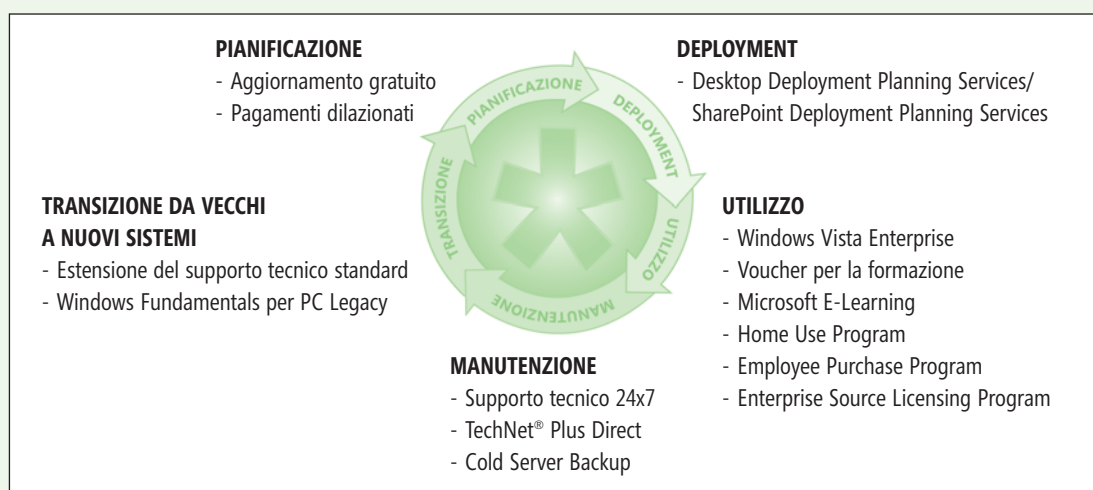 PIANIFICAZIONE
- Aggiornamento gratuito
- Pagamenti dilazionati
DEPLOYMENT
- Desktop Deployment Planning Services/
SharePoint Deployment Planning Services
PIANIFICAZIONE
DEPLOYMENT
UTILIZZO
MANUTENZIONE
TRANSIZIONE
TRANSIZIONE DA VECCHI
A NUOVI SISTEMI
- Estensione del supporto tecnico standard
- Windows Fundamentals per PC Legacy
UTILIZZO
- Windows Vista Enterprise
- Voucher per la formazione
- Microsoft E-Learning
- Home Use Program
- Employee Purchase Program
- Enterprise Source Licensing Program
MANUTENZIONE
- Supporto tecnico 24x7
- TechNet® Plus Direct
- Cold Server Backup